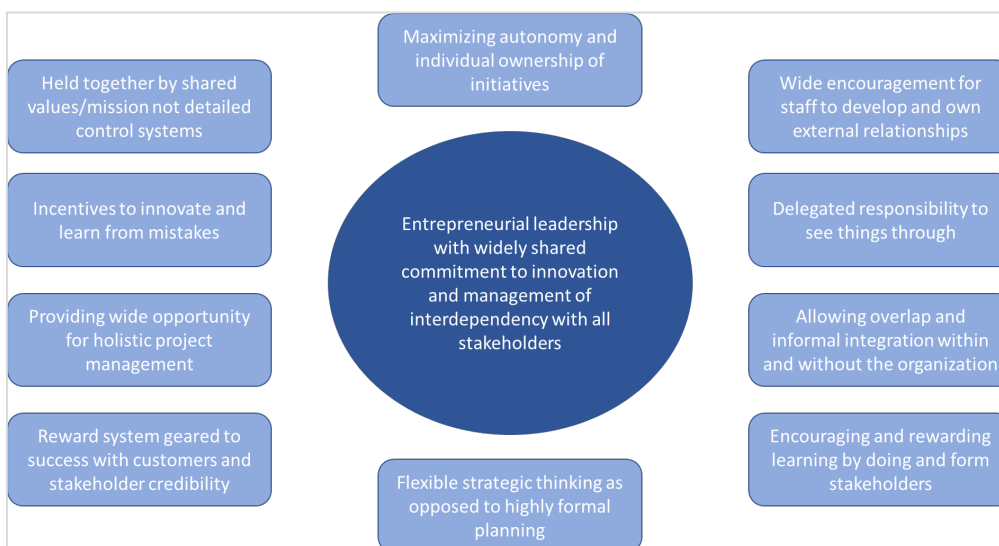 Maximizing autonomy and
individual ownership of
initiatives
Held together by shared
values/mission not detailed
control systems
Wide encouragement for
staff to develop and own
external relationships
Incentives to innovate and
learn from mistakes
Entrepreneurial leadership
with widely shared
commitment to innovation
and management of
interdependency with all
stakeholders
Delegated responsibility to
see things through
Providing wide opportunity
for holistic project
management
Allowing overlap and
informal integration within
and without the organization
Reward system geared to
success with customers and
stakeholder credibility
Encouraging and rewarding
learning by doing and form
stakeholders
Flexible strategic thinking as
opposed to highly formal
planning